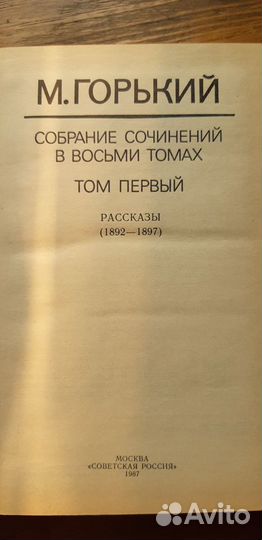 М.ГОРЬКИЙ
СОБРАНИЕ СОЧИНЕНИЙ
В ВОСЬМИ ТОМАХ
ТОМ ПЕРВЫЙ
РАССКАЗЫ
(1892—1897)
МОСКВА
«СОВЕТСКАЯ РОССИЯ»
1987
Avito